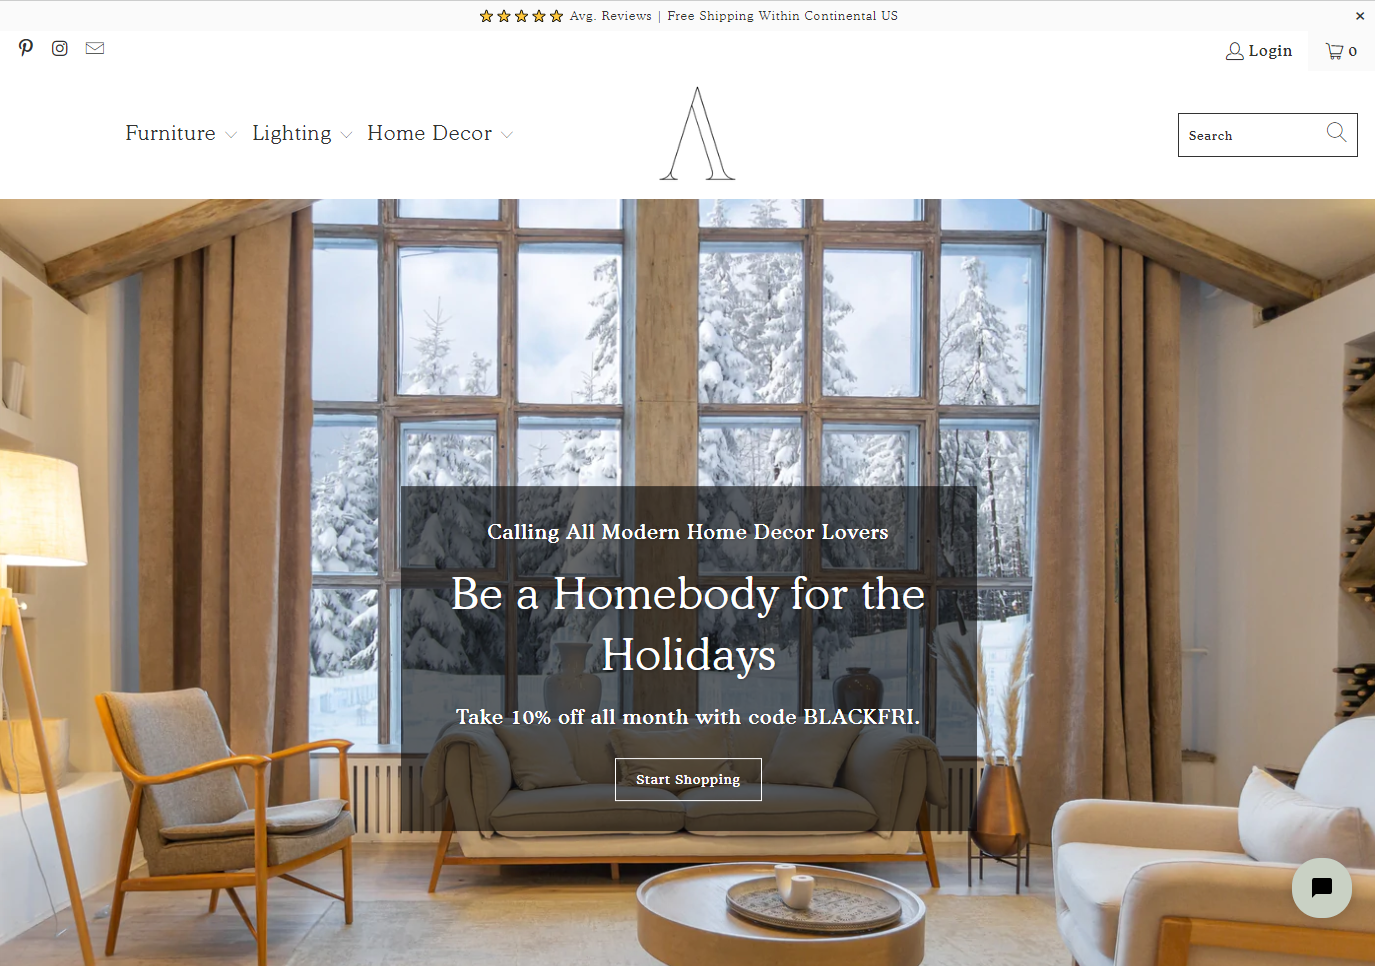 Avg. Reviews | Free Shipping Within Continental US
Login
0
Furniture
Lighting
Home Decor
Search
Calling All Modern Home Decor Lovers
Be a Homebody for the
Holidays
Take 10% off all month with code BLACKFRI.
Start Shopping